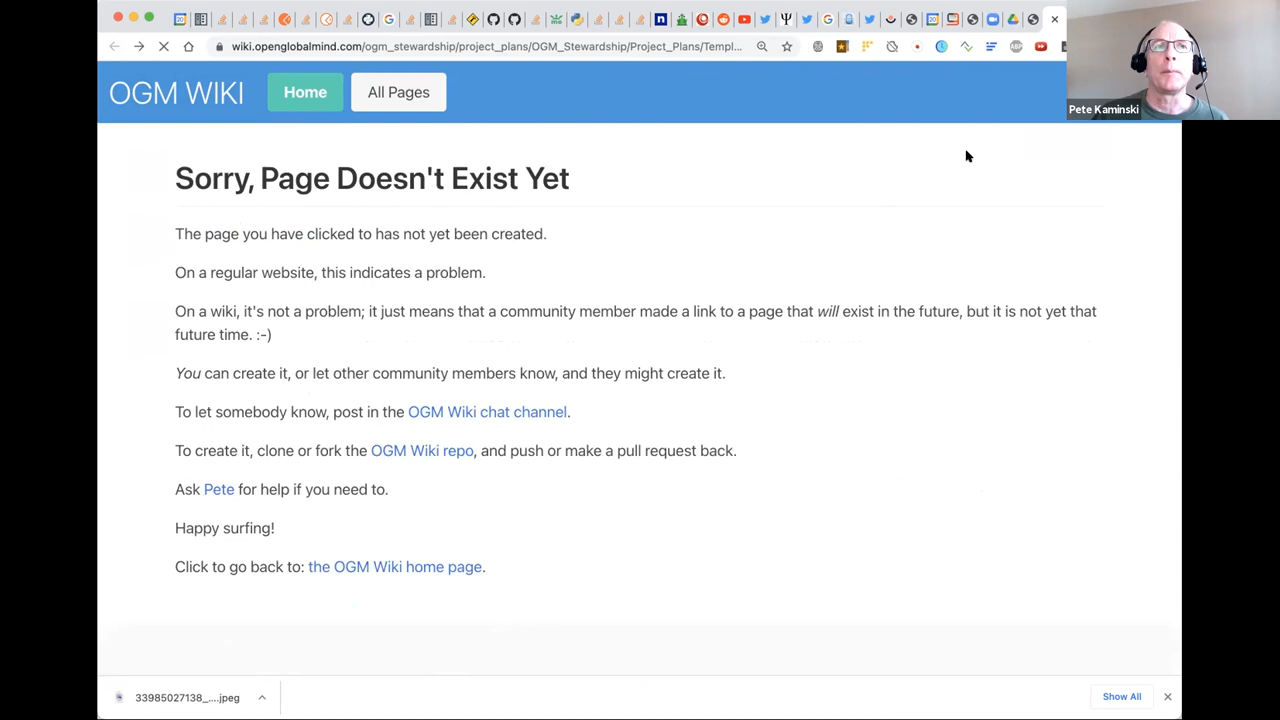 wiki.openglobalmind.com/ogm_stewardship/project_plans/OGM_Stewardship/Project_Plans/Templ...
OGM WIKI
Home
All Pages
Pete Kaminski
Sorry, Page Doesn't Exist Yet
The page you have clicked to has not yet been created.
On a regular website, this indicates a problem.
On a wiki, it's not a problem; it just means that a community member made a link to a page that will exist in the future, but it is not yet that
future time. :-)
You can create it, or let other community members know, and they might create it.
To let somebody know, post in the OGM Wiki chat channel.
To create it, clone or fork the OGM Wiki repo, and push or make a pull request back.
Ask Pete for help if you need to.
Happy surfing!
Click to go back to: the OGM Wiki home page.
33985027138_....jpeg
Show All